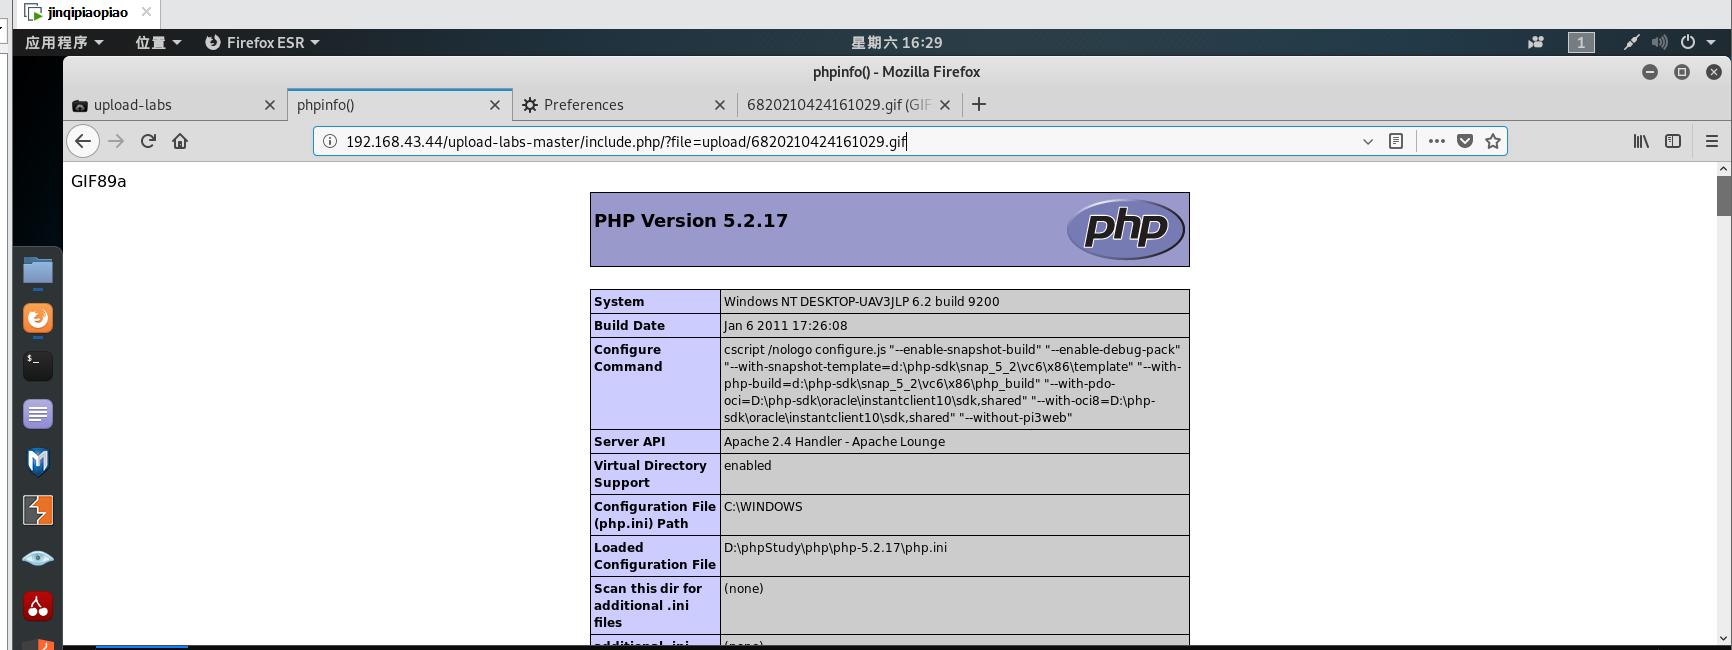 jinqipiaopiao
应用程序 位置 Firefox ESR 星期六 16:29 1
phpinfo() - Mozilla Firefox
upload-labs phpinfo() Preferences 6820210424161029.gif (GIF
192.168.43.44/upload-labs-master/include.php/?file=upload/6820210424161029.gif
GIF89a
PHP Version 5.2.17
php
System Windows NT DESKTOP-UAV3JLP 6.2 build 9200
Build Date Jan 6 2011 17:26:08
Configure cscript /nologo configure.js "--enable-snapshot-build" "--enable-debug-pack"
Command "--with-snapshot-template=d:\php-sdk\snap_5_2\vc6\x86\template" "--with-
php-build=d:\php-sdk\snap_5_2\vc6\x86\php_build" "--with-pdo-
oci=D:\php-sdk\oracle\instantclient10\sdk,shared" "--with-oci8=D:\php-
sdk\oracle\instantclient10\sdk,shared" "--without-pi3web"
Server API Apache 2.4 Handler - Apache Lounge
Virtual Directory enabled
Support
Configuration File C:\WINDOWS
(php.ini) Path
Loaded D:\phpStudy\php\php-5.2.17\php.ini
Configuration File
Scan this dir for (none)
additional .ini
files
additional .ini (none)